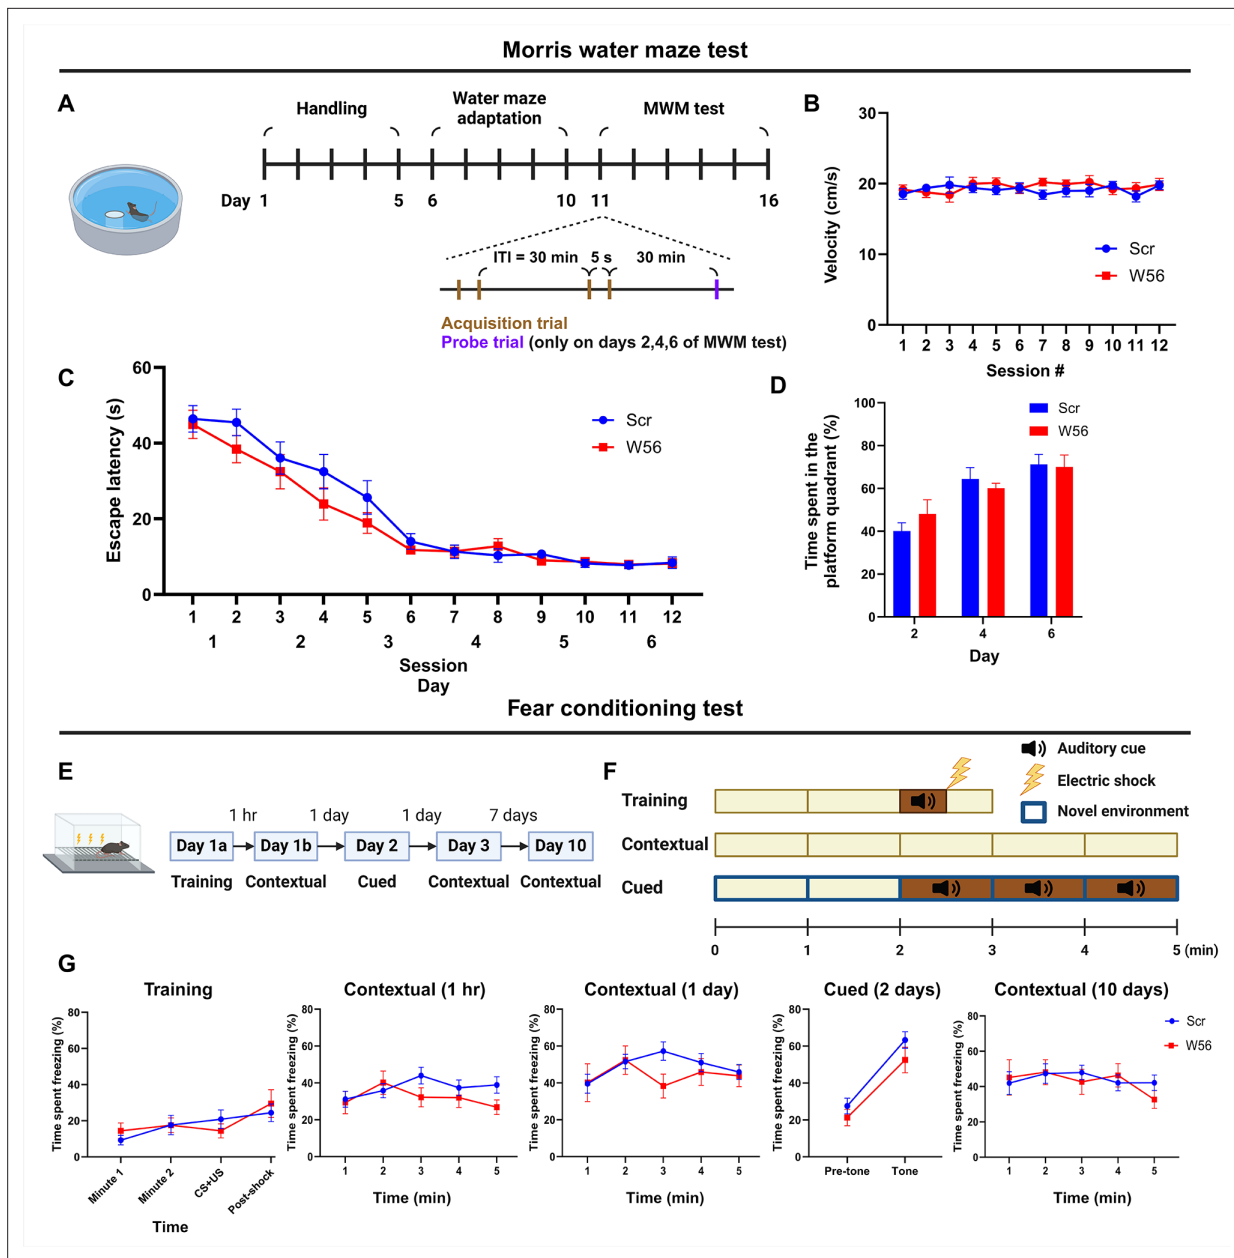 Morris water maze test
A
Handling
Water maze
adaptation
MWM test
Day
1
5
6
10
11
16
ITI = 30 min
5 s
30 min
Acquisition trial
Probe trial (only on days 2,4,6 of MWM test)
B
Velocity (cm/s)
30
20
10
0
Scr
W56
1 2 3 4 5 6 7 8 9 10 11 12
Session #
C
Escape latency (s)
60
40
20
0
Scr
W56
1 2 3 4 5 6 7 8 9 10 11 12
1 2 3 4 5 6
Session
Day
D
Time spent in the
platform quadrant (%)
100
80
60
40
20
0
Scr
W56
2 4 6
Day
Fear conditioning test
E
1 hr 1 day 1 day 7 days
Day 1a Day 1b Day 2 Day 3 Day 10
Training Contextual Cued Contextual Contextual
F
Auditory cue
Electric shock
Novel environment
Training
Contextual
Cued
0 1 2 3 4 5 (min)
G
Training
Time spent freezing (%)
80
60
40
20
0
Minute 1
Minute 2
CS+US
Post-shock
Time
Contextual (1 hr)
Time spent freezing (%)
80
60
40
20
0
1 2 3 4 5
Time (min)
Contextual (1 day)
Time spent freezing (%)
80
60
40
20
0
1 2 3 4 5
Time (min)
Cued (2 days)
Time spent freezing (%)
80
60
40
20
0
Pre-tone Tone
Contextual (10 days)
Time spent freezing (%)
80
60
40
20
0
Scr
W56
1 2 3 4 5
Time (min)